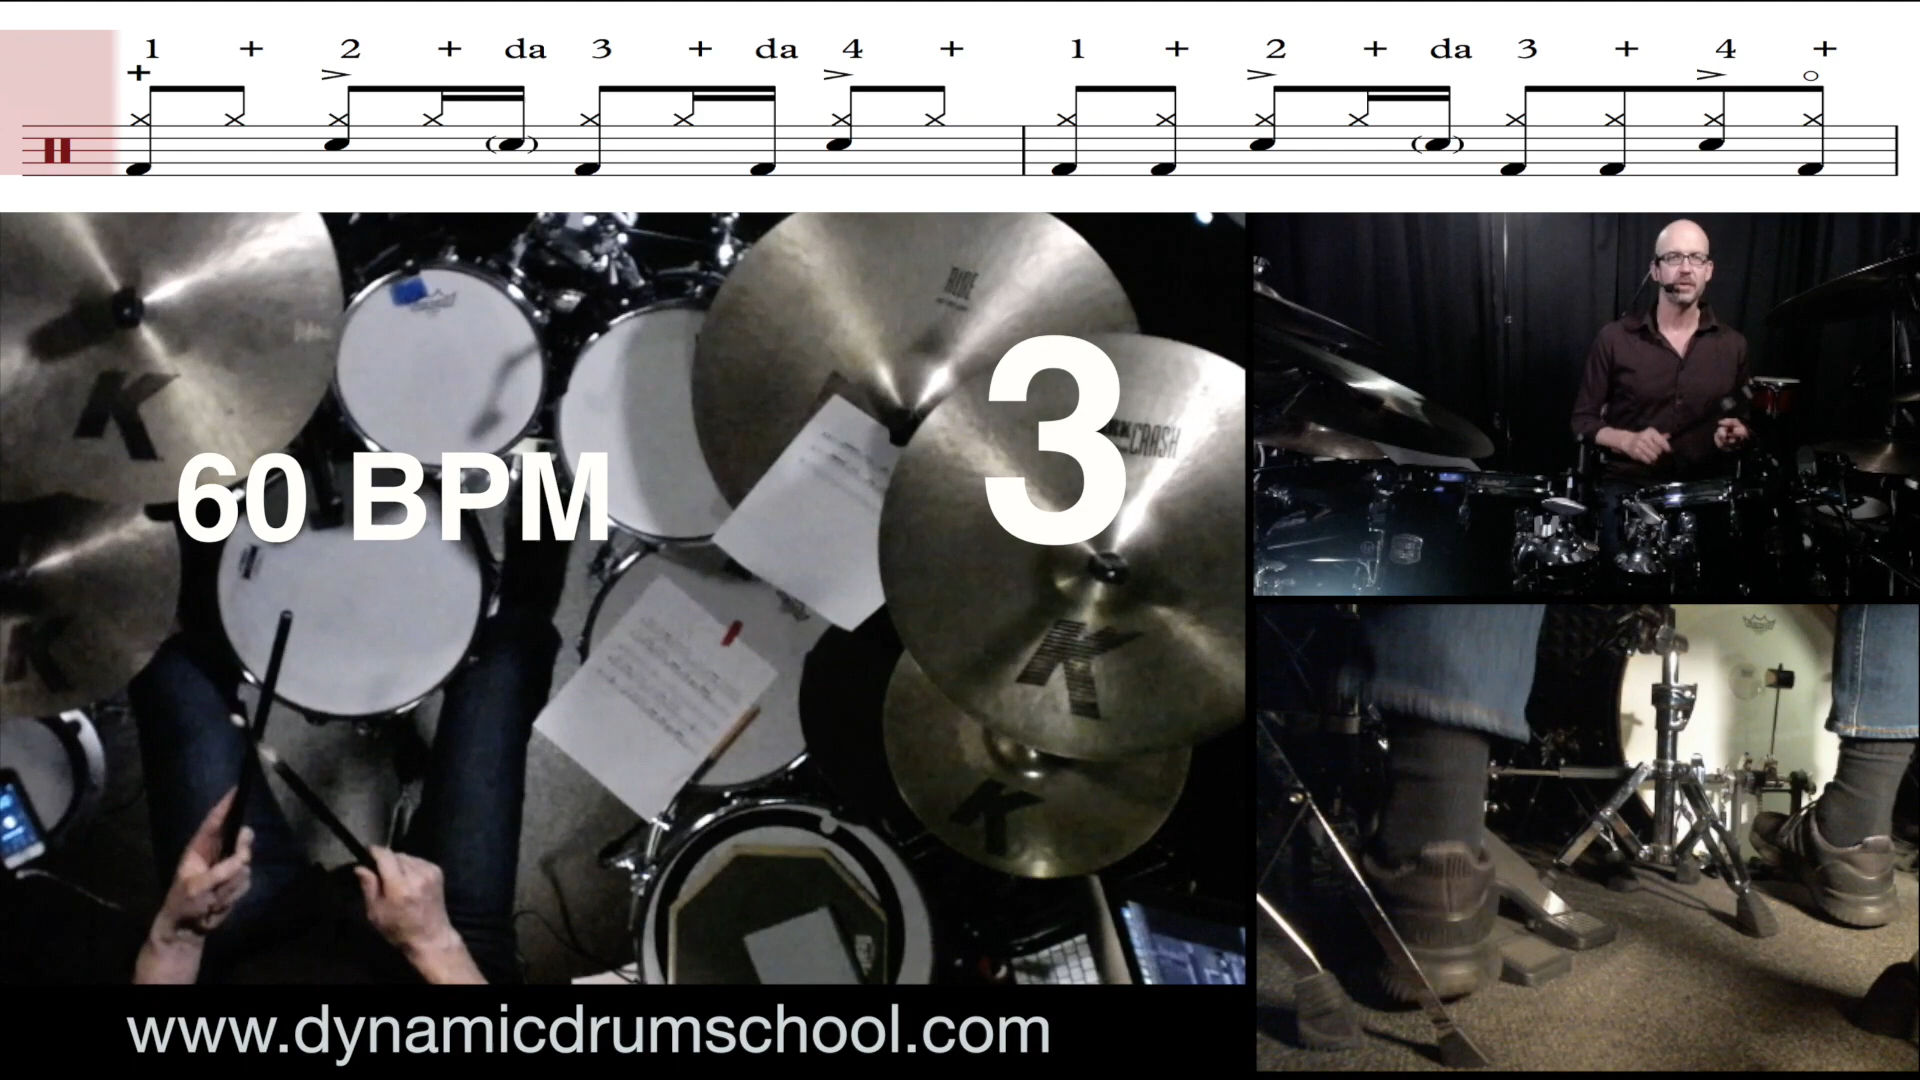 1 + 2 + da 3 + da 4 + 1 + 2 + da 3 + 4 +
RIDE
CRASH
K
3
60 BPM
K
K
K
K
REMO
www.dynamicdrumschool.com